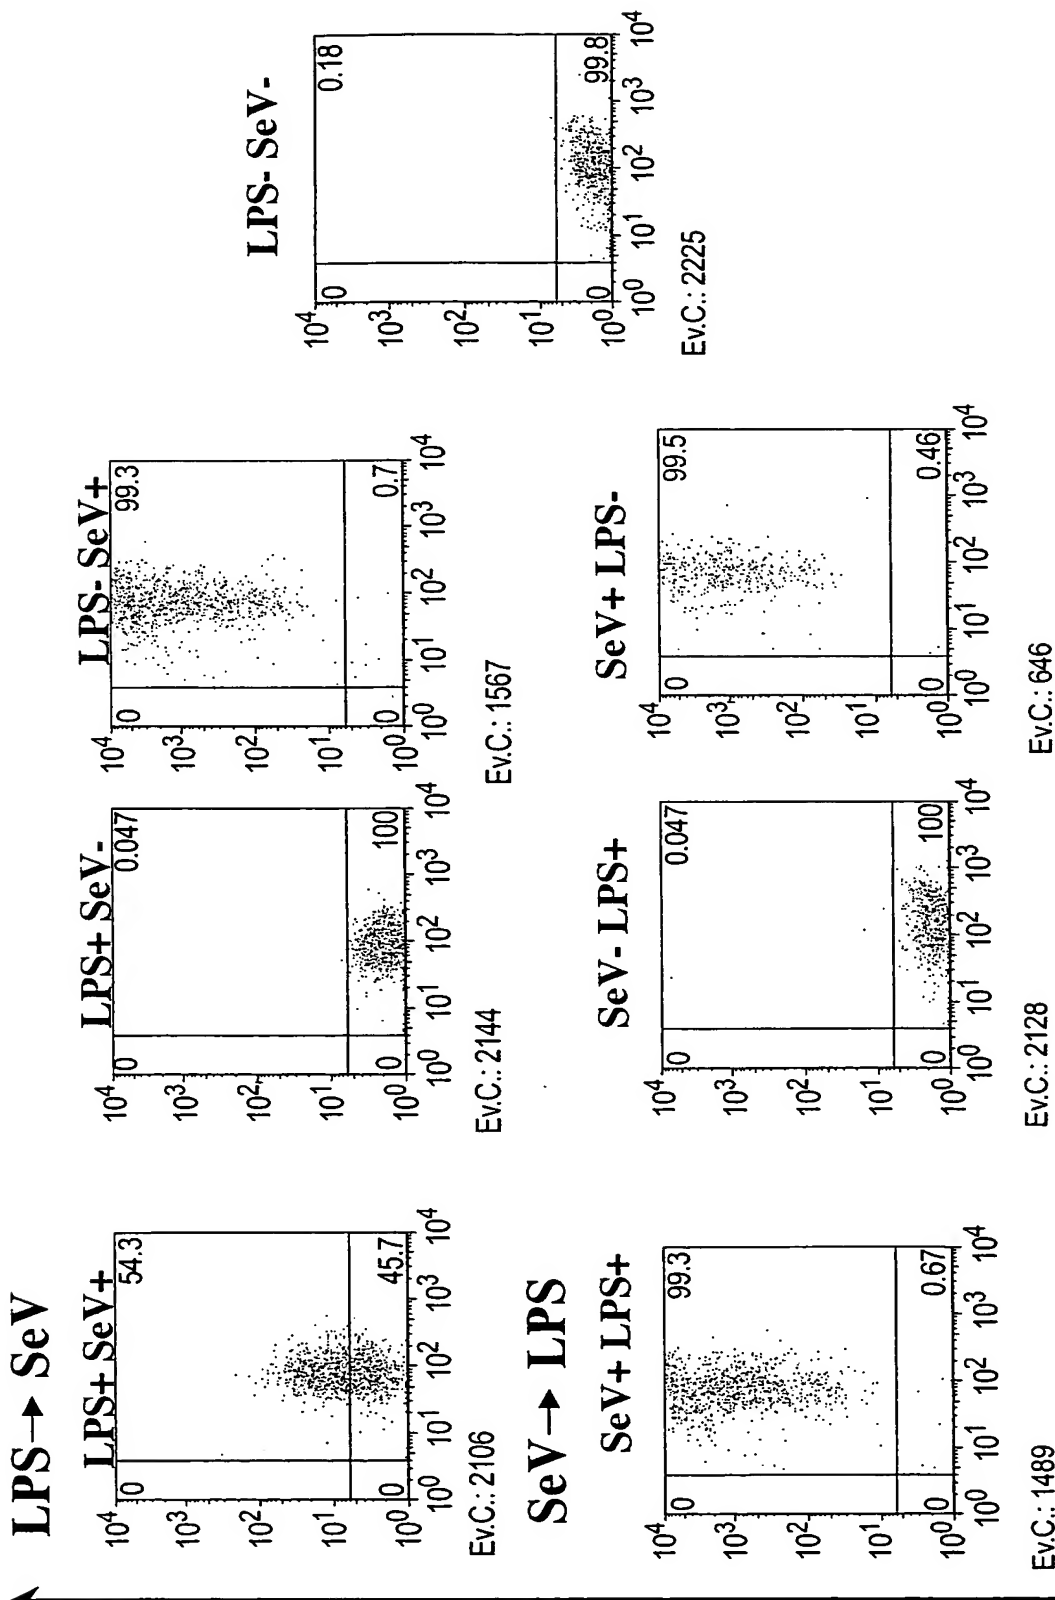 LPS→SeV
LPS+ SeV+
10^4
10^3
10^2
10^1
10^0
0
54.3
0
45.7
10^0 10^1 10^2 10^3 10^4
Ev.C.: 2106
LPS+ SeV-
10^4
10^3
10^2
10^1
10^0
0
0.047
0
100
10^0 10^1 10^2 10^3 10^4
Ev.C.: 2144
LPS- SeV+
10^4
10^3
10^2
10^1
10^0
0
99.3
0
0.7
10^0 10^1 10^2 10^3 10^4
Ev.C.: 1567
LPS- SeV-
10^4
10^3
10^2
10^1
10^0
0
0.18
0
99.8
10^0 10^1 10^2 10^3 10^4
Ev.C.: 2225
SeV→LPS
SeV+ LPS+
10^4
10^3
10^2
10^1
10^0
0
99.3
0
0.67
10^0 10^1 10^2 10^3 10^4
Ev.C.: 1489
SeV- LPS+
10^4
10^3
10^2
10^1
10^0
0
0.047
0
100
10^0 10^1 10^2 10^3 10^4
Ev.C.: 2128
SeV+ LPS-
10^4
10^3
10^2
10^1
10^0
0
99.5
0
0.46
10^0 10^1 10^2 10^3 10^4
Ev.C.: 646